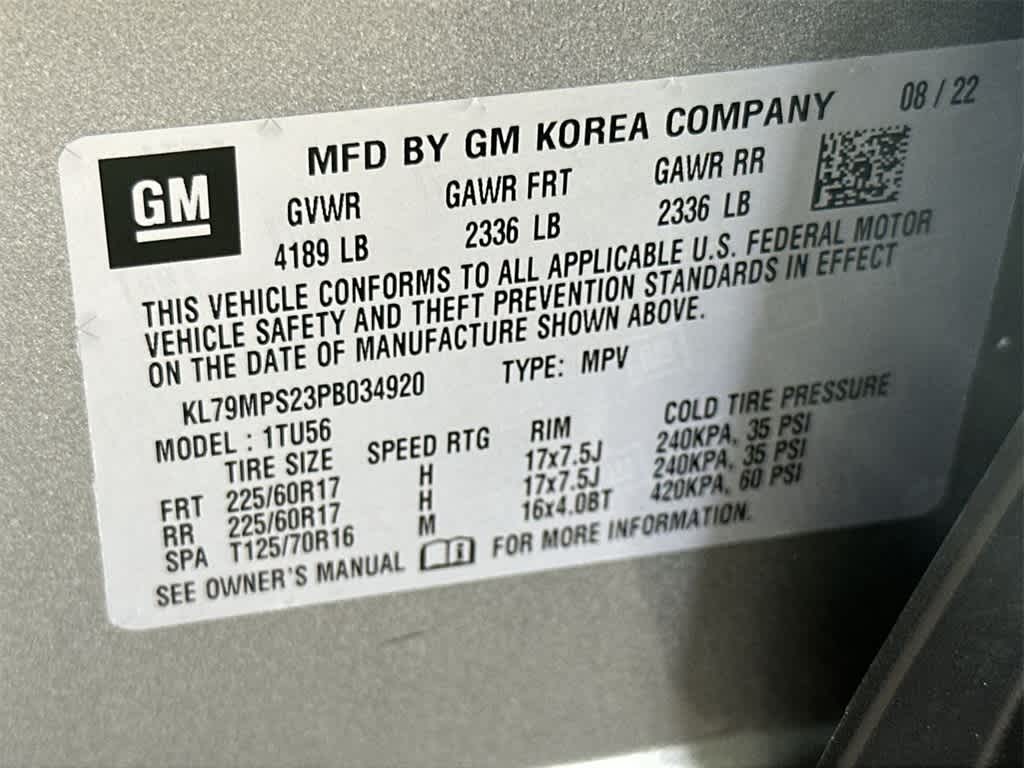 GM
MFD BY GM KOREA COMPANY 08 / 22
GVWR GAWR FRT GAWR RR
4189 LB 2336 LB 2336 LB
THIS VEHICLE CONFORMS TO ALL APPLICABLE U.S. FEDERAL MOTOR
VEHICLE SAFETY AND THEFT PREVENTION STANDARDS IN EFFECT
ON THE DATE OF MANUFACTURE SHOWN ABOVE.
KL79MPS23PB034920 TYPE: MPV
MODEL : 1TU56
TIRE SIZE SPEED RTG RIM COLD TIRE PRESSURE
FRT 225/60R17 H 17x7.5J 240KPA, 35 PSI
RR 225/60R17 H 17x7.5J 240KPA, 35 PSI
SPA T125/70R16 M 16x4.0BT 420KPA, 60 PSI
SEE OWNER'S MANUAL i FOR MORE INFORMATION.